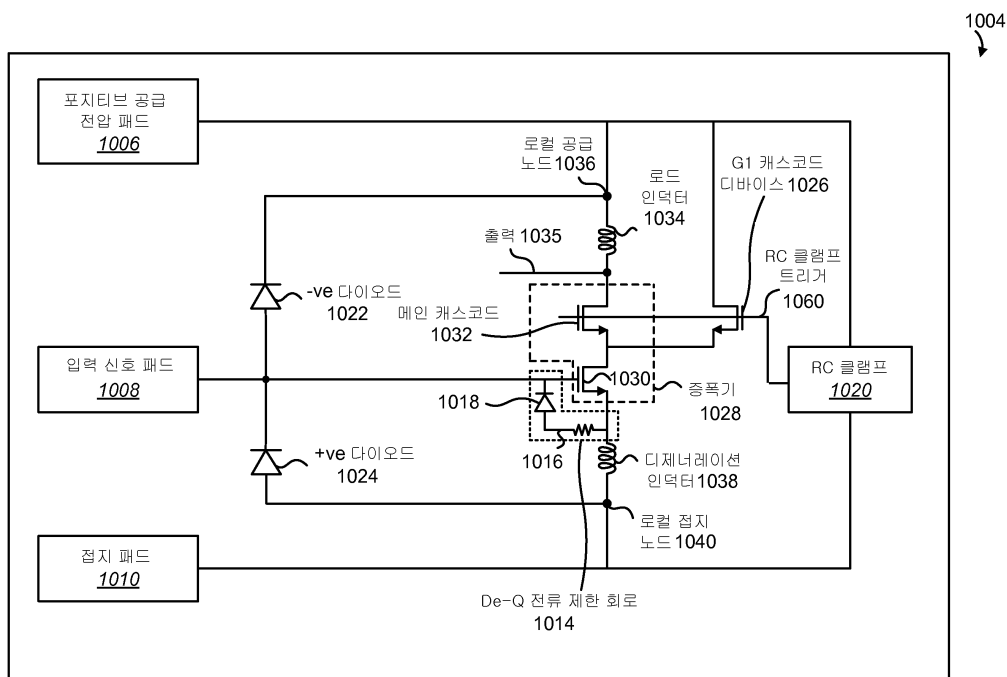 1004
포지티브 공급
전압 패드
1006
로컬 공급
노드 1036
로드
인덕터
1034
G1 캐스코드
디바이스 1026
출력 1035
RC 클램프
트리거
1060
-ve 다이오드
1022
메인 캐스코드
1032
입력 신호 패드
1008
1030
RC 클램프
1020
1018
증폭기
1028
+ve 다이오드
1024
1016
디제너레이션
인덕터 1038
로컬 접지
노드 1040
접지 패드
1010
De-Q 전류 제한 회로
1014